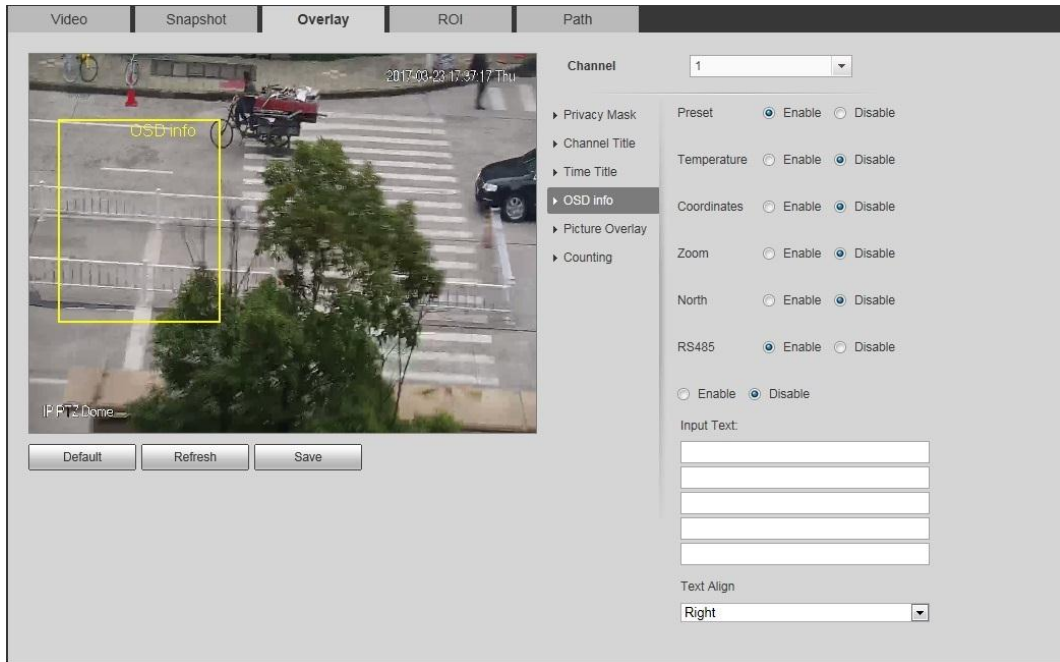 Video Snapshot Overlay ROI Path
2017-03-23 17:37:17 Thu
OSD info
IP PTZ Dome
Default Refresh Save
Channel 1
Privacy Mask
Channel Title
Time Title
OSD info
Picture Overlay
Counting
Preset Enable Disable
Temperature Enable Disable
Coordinates Enable Disable
Zoom Enable Disable
North Enable Disable
RS485 Enable Disable
Enable Disable
Input Text:
Text Align
Right